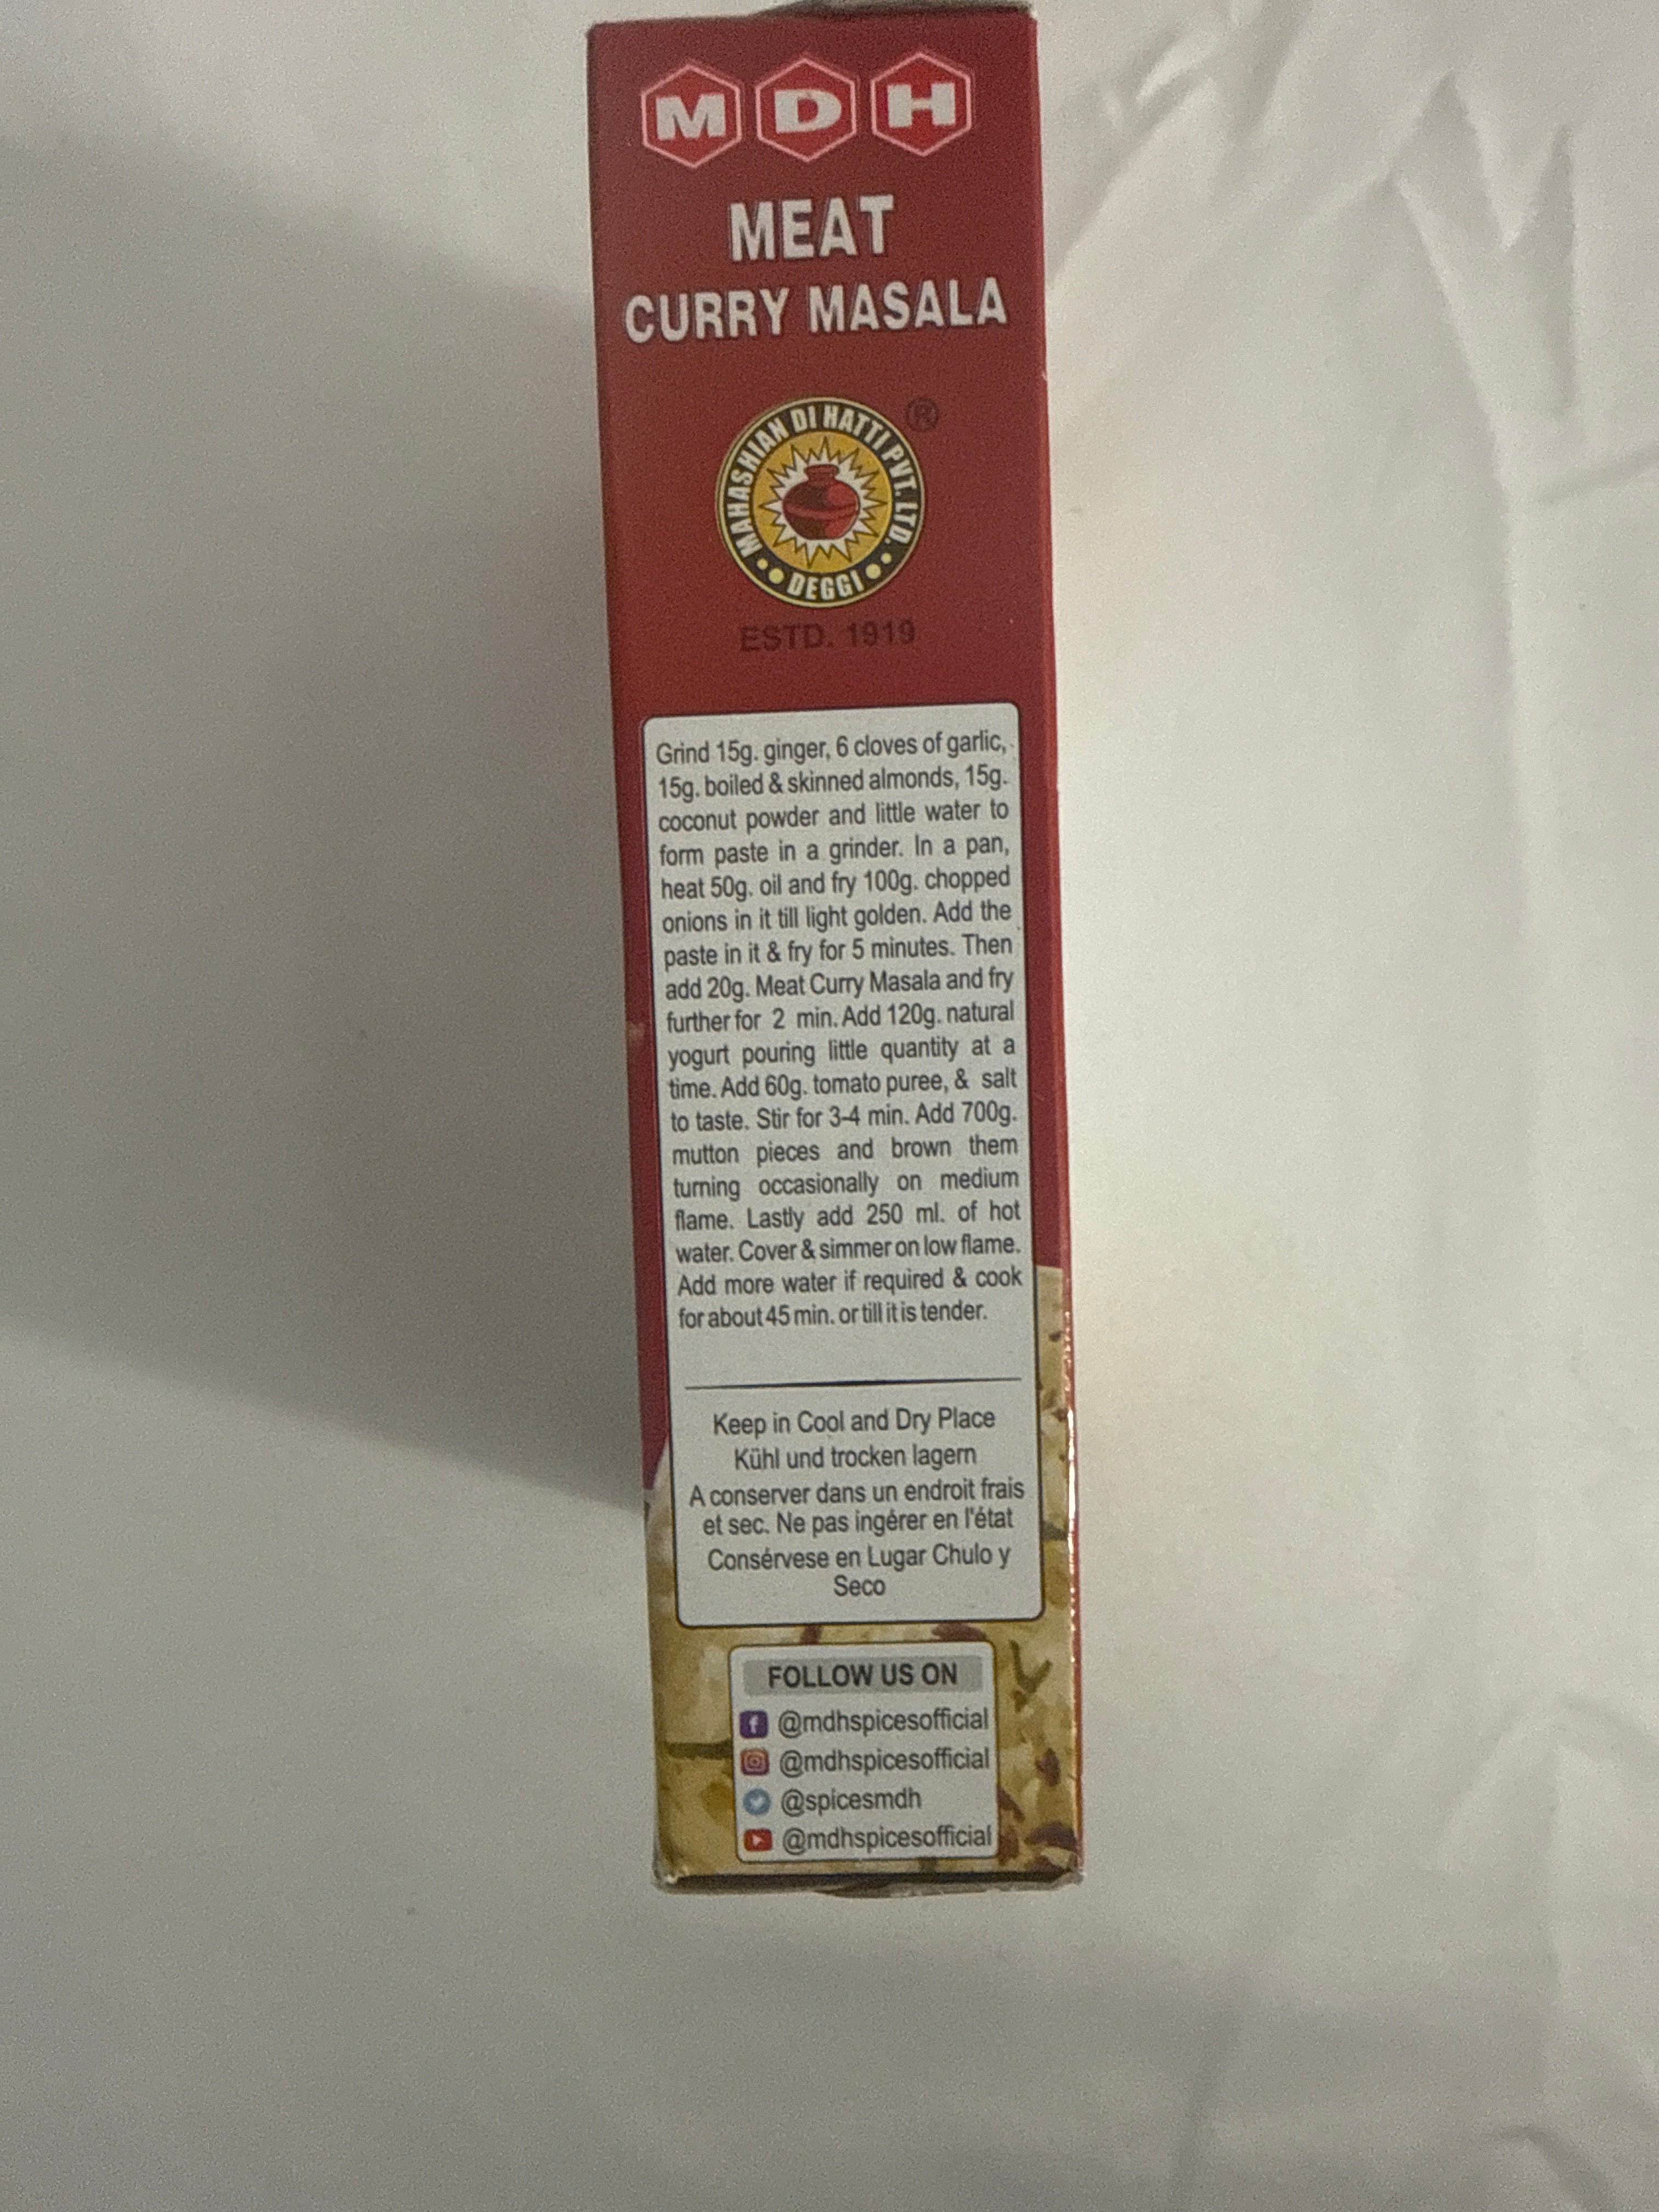 MDH
MEAT
CURRY MASALA
®
MAHASHIAN DI HATTI PVT. LTD.
DEGGI
ESTD. 1919
Grind 15g. ginger, 6 cloves of garlic,
15g. boiled & skinned almonds, 15g.
coconut powder and little water to
form paste in a grinder. In a pan,
heat 50g. oil and fry 100g. chopped
onions in it till light golden. Add the
paste in it & fry for 5 minutes. Then
add 20g. Meat Curry Masala and fry
further for 2 min. Add 120g. natural
yogurt pouring little quantity at a
time. Add 60g. tomato puree, & salt
to taste. Stir for 3-4 min. Add 700g.
mutton pieces and brown them
turning occasionally on medium
flame. Lastly add 250 ml. of hot
water. Cover & simmer on low flame.
Add more water if required & cook
for about 45 min. or till it is tender.
Keep in Cool and Dry Place
Kühl und trocken lagern
A conserver dans un endroit frais
et sec. Ne pas ingérer en l'état
Consérvese en Lugar Chulo y
Seco
FOLLOW US ON
@mdhspicesofficial
@mdhspicesofficial
@spicesmdh
@mdhspicesofficial